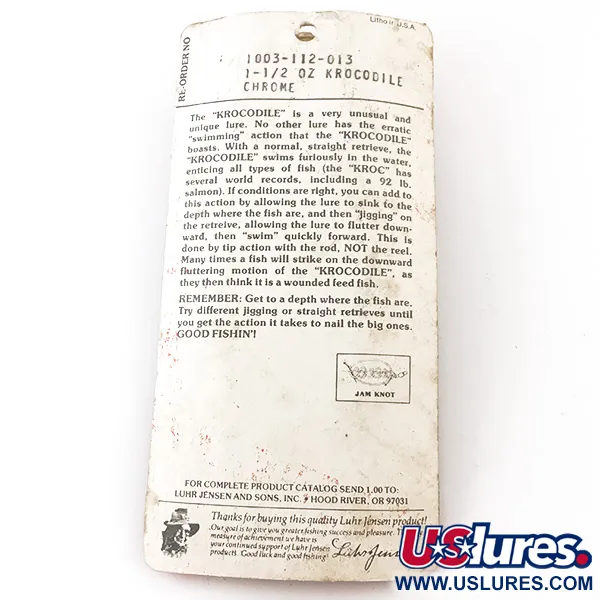 Litho in U.S.A.
RE-ORDER NO
1003-112-013
1-1/2 OZ KROCODILE
CHROME
The "KROCODILE" is a very unusual and
unique lure. No other lure has the erratic
"swimming" action that the "KROCODILE"
boasts. With a normal, straight retrieve, the
"KROCODILE" swims furiously in the water,
enticing all types of fish (the "KROC" has
several world records, including a 92 lb.
salmon). If conditions are right, you can add to
this action by allowing the lure to sink to the
depth where the fish are, and then "jigging" on
the retreive, allowing the lure to flutter down-
ward, then "swim" quickly forward. This is
done by tip action with the rod, NOT the reel.
Many times a fish will strike on the downward
fluttering motion of the "KROCODILE", as
they then think it is a wounded feed fish.
REMEMBER: Get to a depth where the fish are.
Try different jigging or straight retrieves until
you get the action it takes to nail the big ones.
GOOD FISHIN'!
JAM KNOT
FOR COMPLETE PRODUCT CATALOG SEND 1.00 TO:
LUHR JENSEN AND SONS, INC. HOOD RIVER, OR 97031
Thanks for buying this quality Luhr Jensen product!
Our goal is to give you greater fishing success and pleasure. The
measure of achievement we have is
your continued support of Luhr Jensen
products. Good luck and good fishing!
Luhr Jensen
USlures.
WWW.USLURES.COM